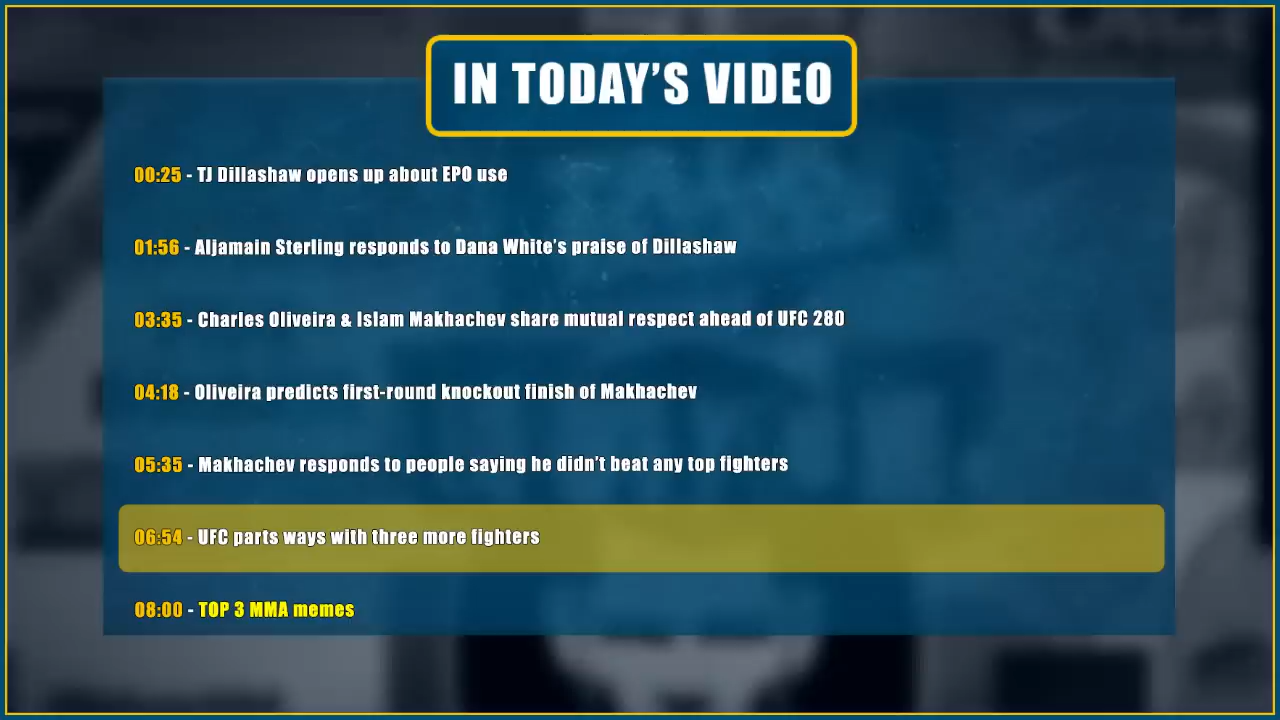 IN TODAY'S VIDEO
00:25 - TJ Dillashaw opens up about EPO use
01:56 - Aljamain Sterling responds to Dana White's praise of Dillashaw
03:35 - Charles Oliveira & Islam Makhachev share mutual respect ahead of UFC 280
04:18 - Oliveira predicts first-round knockout finish of Makhachev
05:35 - Makhachev responds to people saying he didn't beat any top fighters
06:54 - UFC parts ways with three more fighters
08:00 - TOP 3 MMA memes